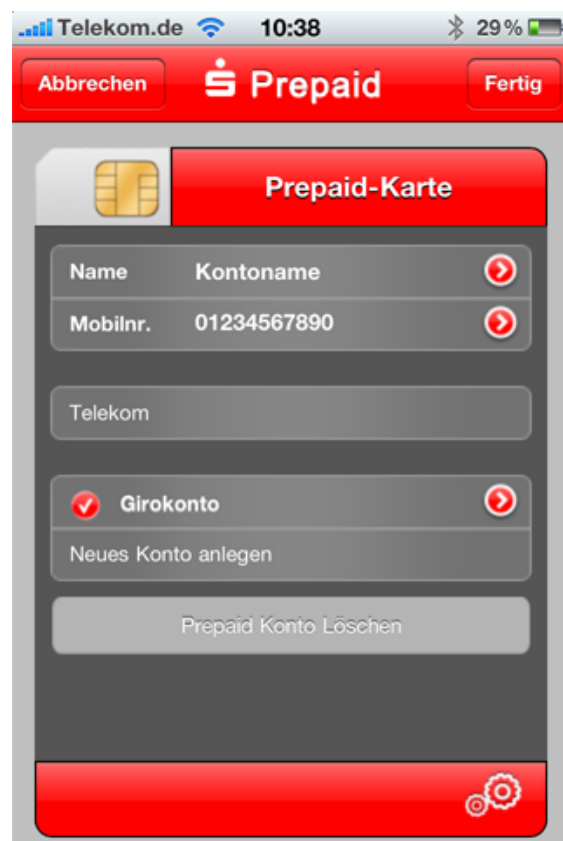 Telekom.de 10:38 29%
Abbrechen Prepaid Fertig
Prepaid-Karte
Name Kontoname
Mobilnr. 01234567890
Telekom
Girokonto
Neues Konto anlegen
Prepaid Konto Löschen